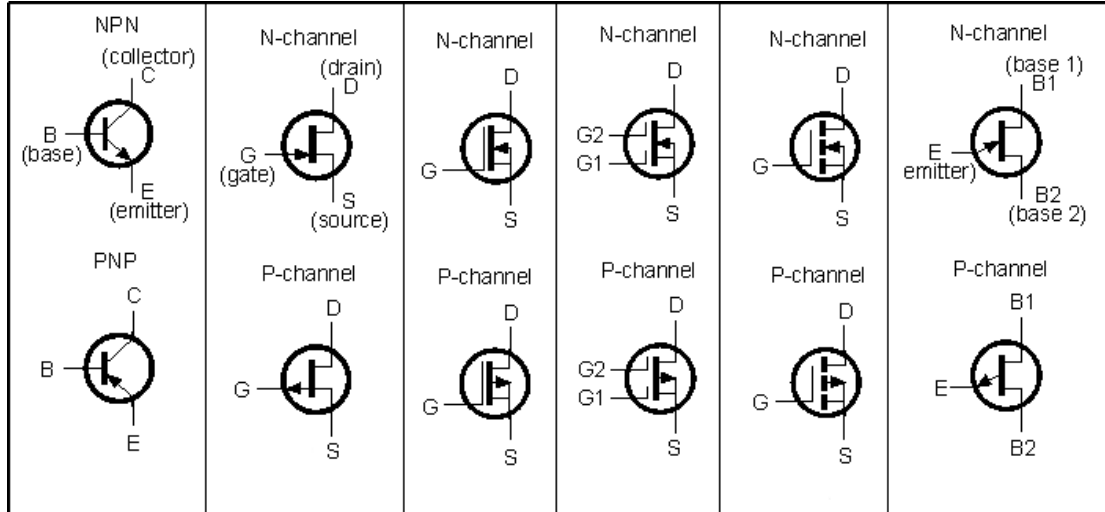 NPN
(collector)
C
B
(base)
E
(emitter)
PNP
C
B
E
N-channel
(drain)
D
G
(gate)
S
(source)
P-channel
D
G
S
N-channel
D
G
S
P-channel
D
G
S
N-channel
D
G2
G1
S
P-channel
D
G2
G1
S
N-channel
D
G
S
P-channel
D
G
S
N-channel
(base 1)
B1
E
emitter)
B2
(base 2)
P-channel
B1
E
B2